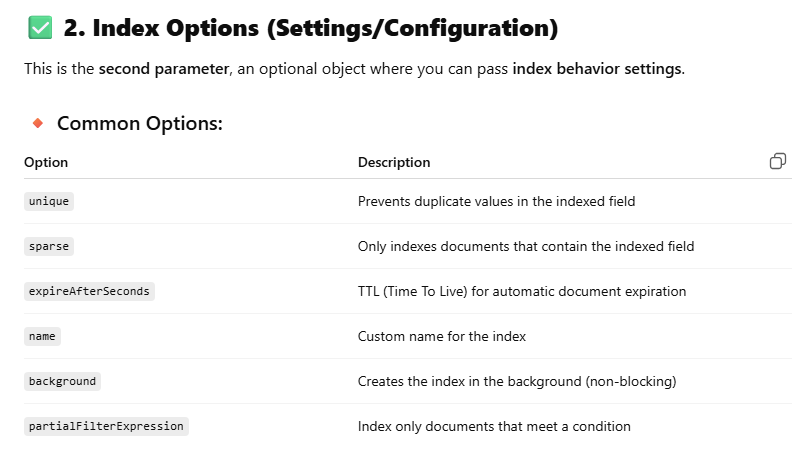 ✅ 2. Index Options (Settings/Configuration)
This is the second parameter, an optional object where you can pass index behavior settings.
🔸 Common Options:
Option Description
unique Prevents duplicate values in the indexed field
sparse Only indexes documents that contain the indexed field
expireAfterSeconds TTL (Time To Live) for automatic document expiration
name Custom name for the index
background Creates the index in the background (non-blocking)
partialFilterExpression Index only documents that meet a condition